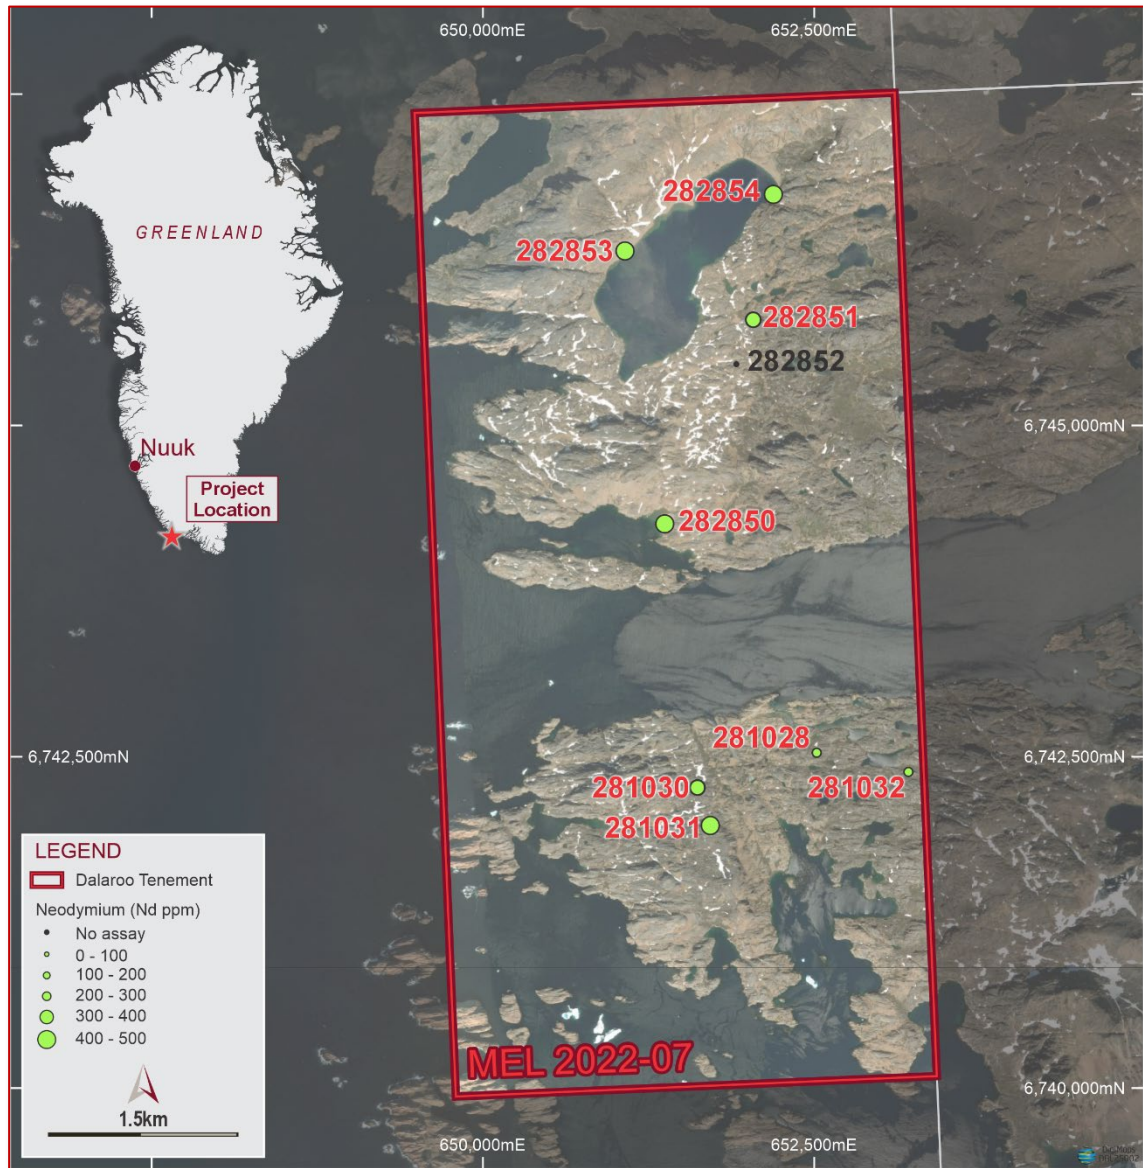 650,000mE
652,500mE
GREENLAND
Nuuk
Project
Location
282854
282853
282851
282852
6,745,000mN
282850
6,742,500mN
281028
6,742,500mN
281030
281032
281031
LEGEND
Dalaroo Tenement
Neodymium (Nd ppm)
No assay
0 - 100
100 - 200
200 - 300
300 - 400
400 - 500
1.5km
MEL 2022-07
6,740,000mN
650,000mE
652,500mE